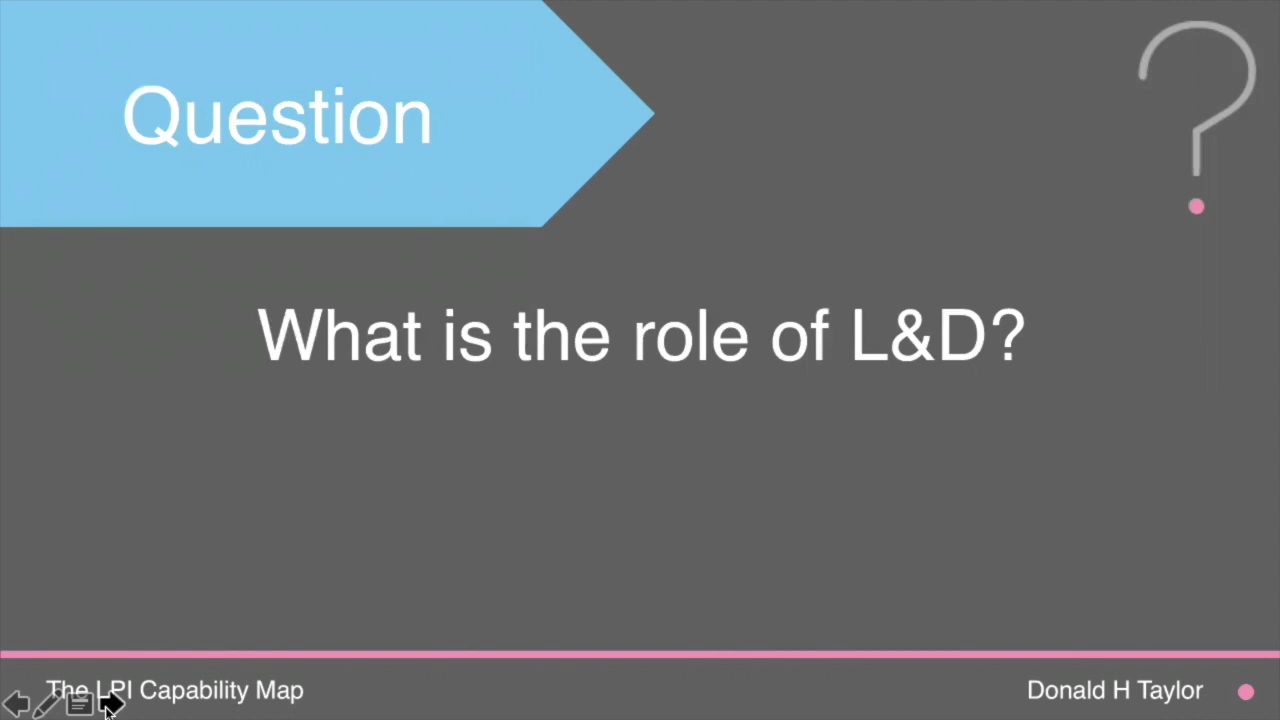 Question
What is the role of L&D?
The LPI Capability Map
Donald H Taylor